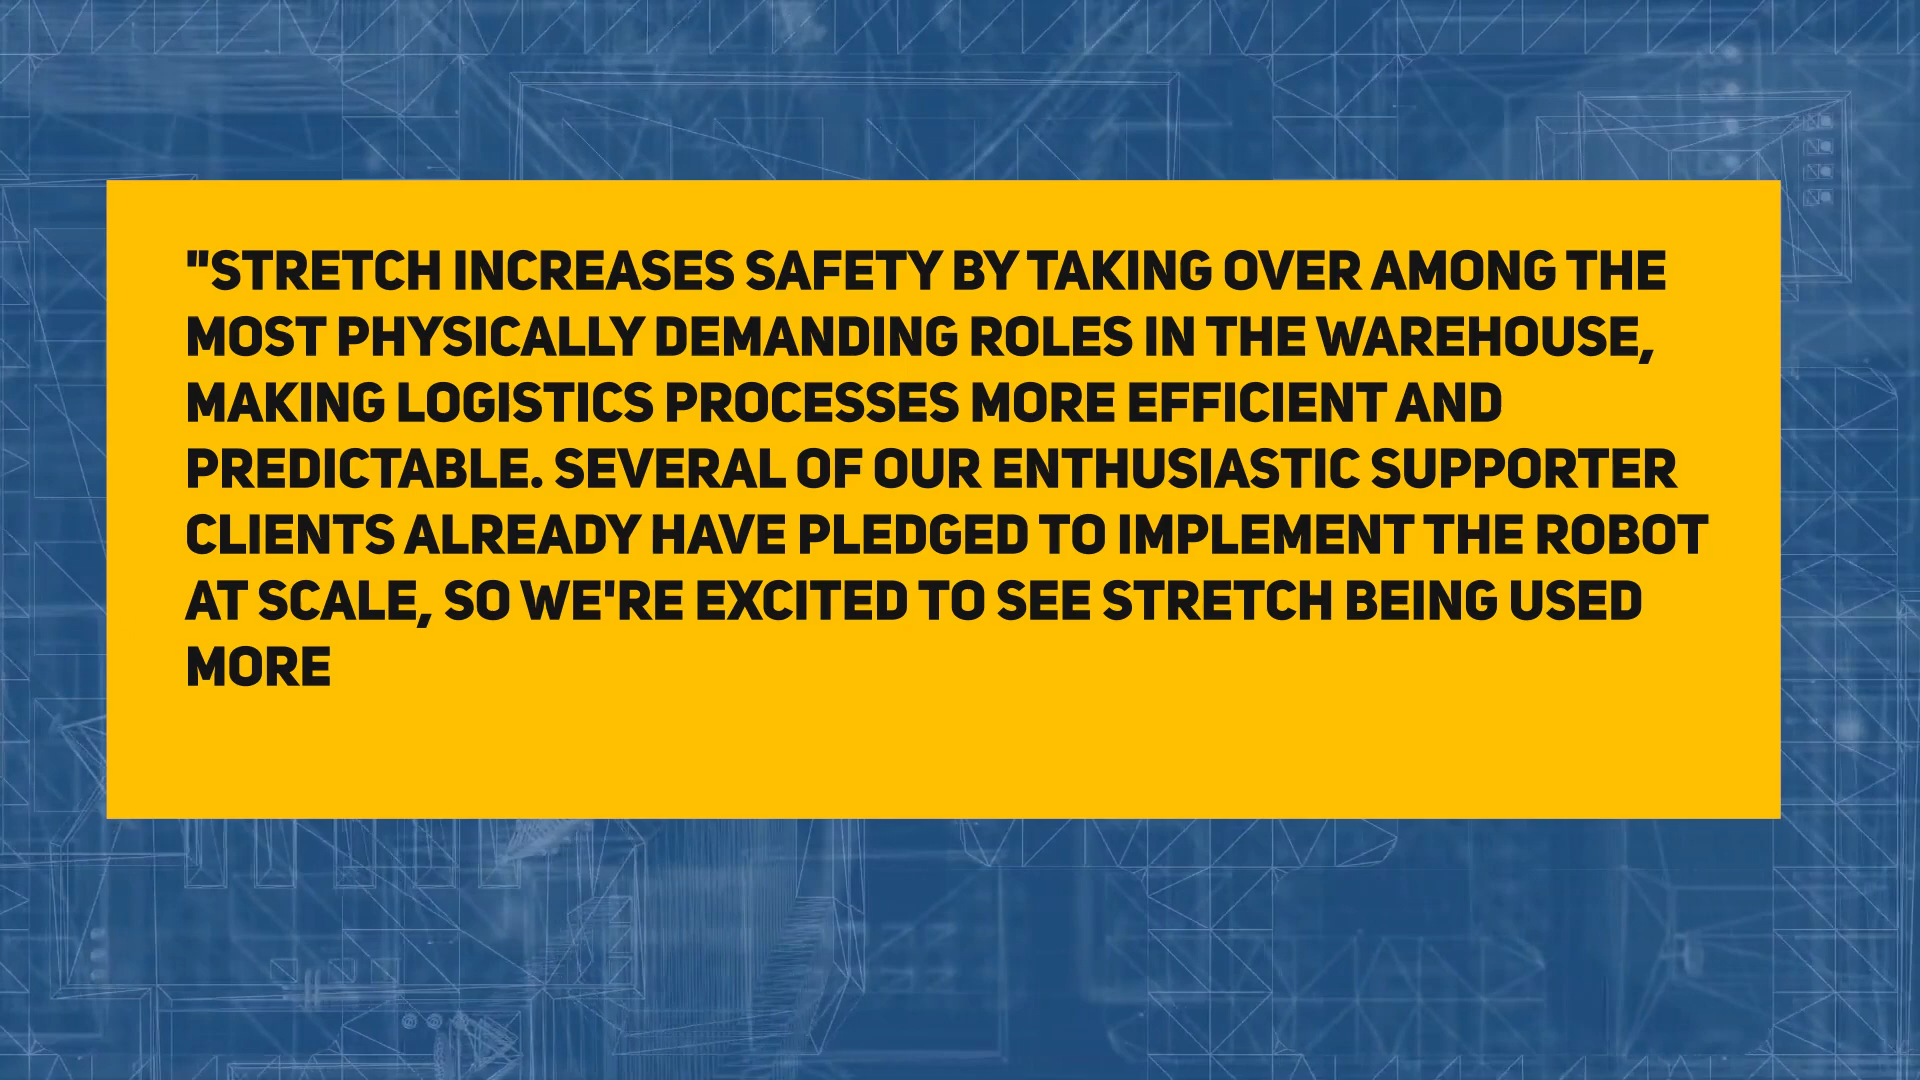 "STRETCH INCREASES SAFETY BY TAKING OVER AMONG THE
MOST PHYSICALLY DEMANDING ROLES IN THE WAREHOUSE,
MAKING LOGISTICS PROCESSES MORE EFFICIENT AND
PREDICTABLE. SEVERAL OF OUR ENTHUSIASTIC SUPPORTER
CLIENTS ALREADY HAVE PLEDGED TO IMPLEMENT THE ROBOT
AT SCALE, SO WE'RE EXCITED TO SEE STRETCH BEING USED
MORE